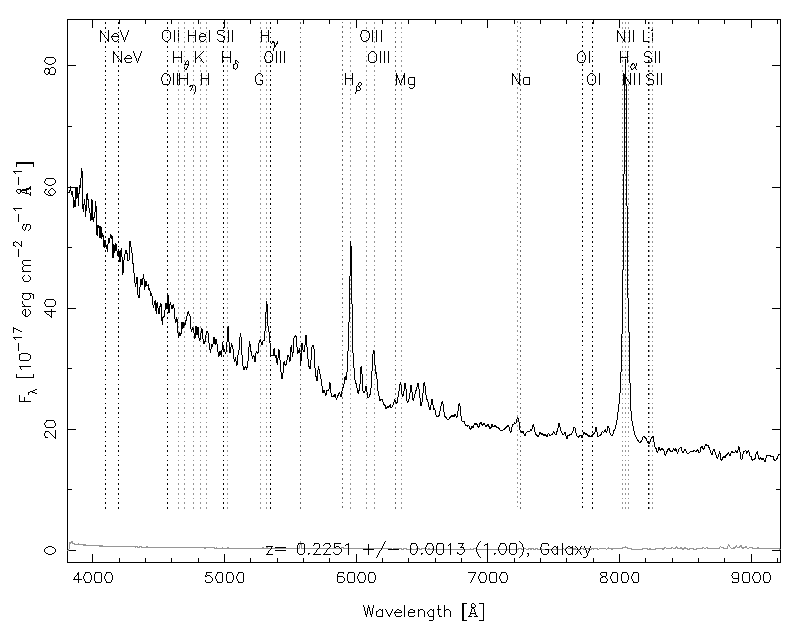 NeV OII HeI SII Hγ OIII NII Li
NeV Hθ K Hδ OIII OIII OI Hα SII
OII Hη H G Hβ Mg Na OI NII SII
80
60
40
20
0
Fλ [10⁻¹⁷ erg cm⁻² s⁻¹ Å⁻¹]
z= 0.2251 +/- 0.0013 (1.00), Galaxy
4000 5000 6000 7000 8000 9000
Wavelength [Å]